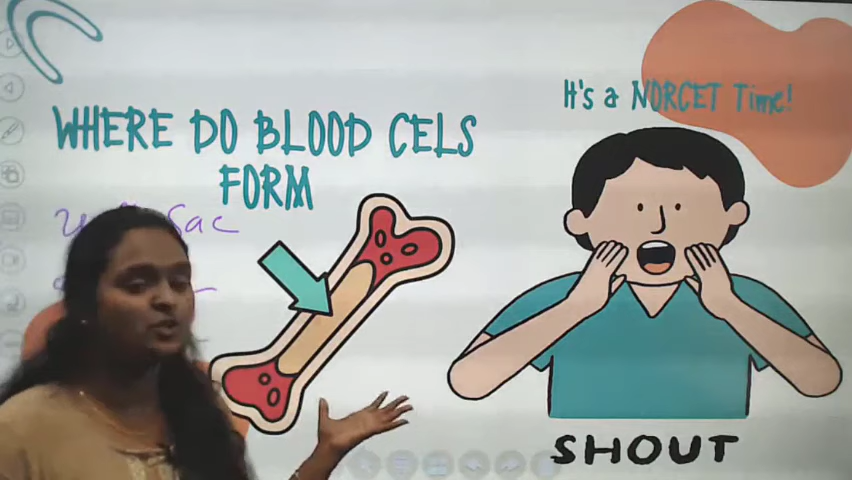 WHERE DO BLOOD CELS
FORM
It's a NORCET Time!
Sac
SHOUT